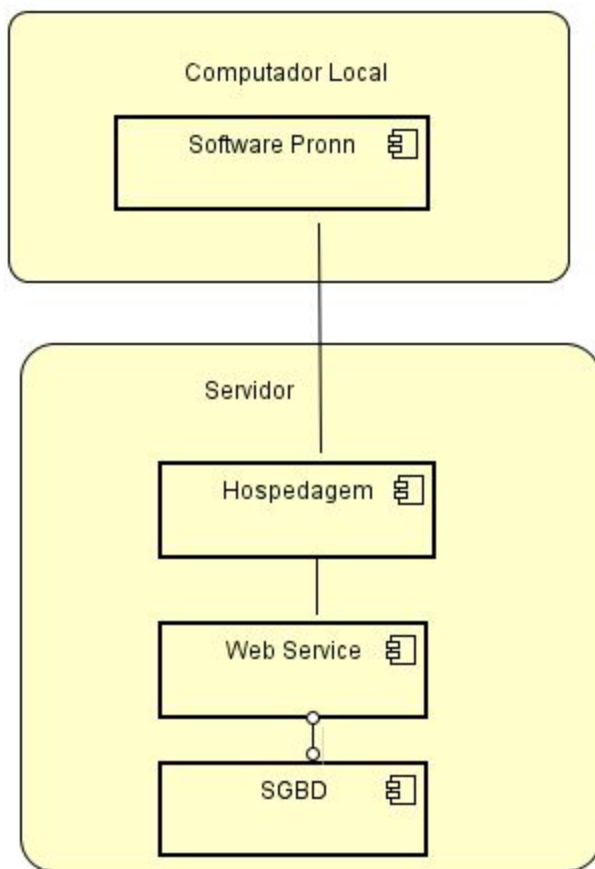 Computador Local
Software Pronn
Servidor
Hospedagem
Web Service
SGBD